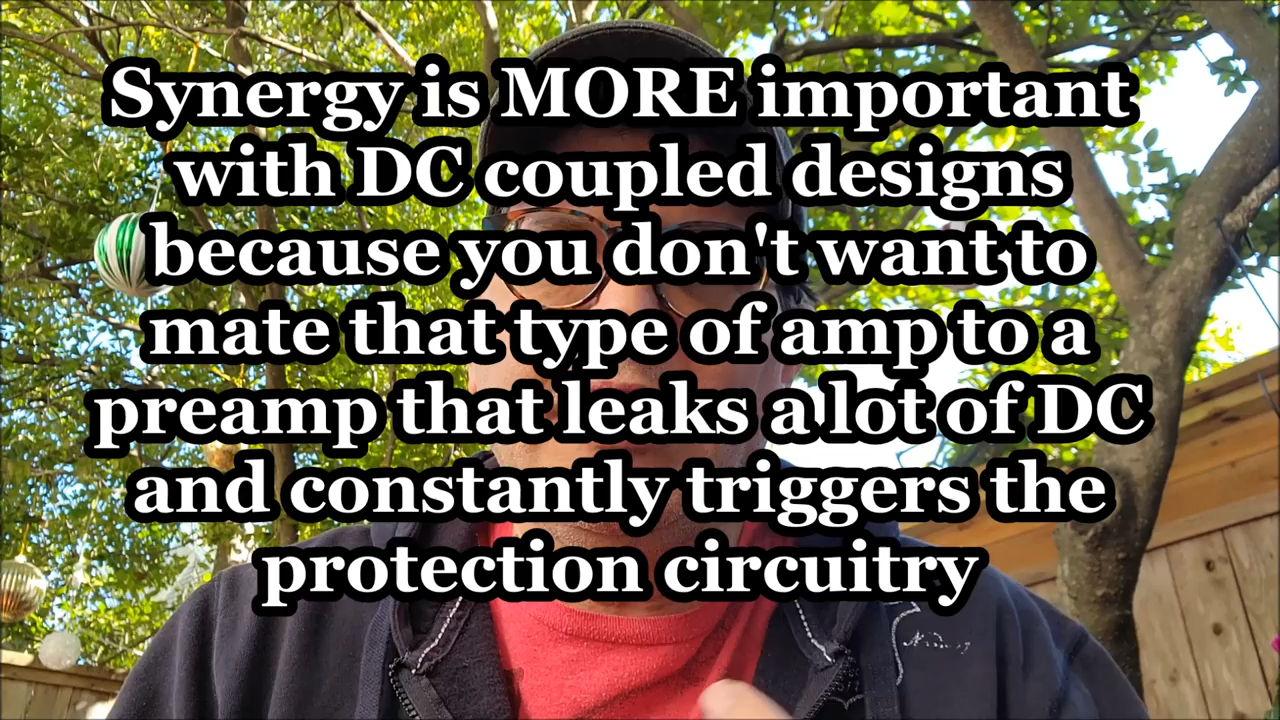 Synergy is MORE important
with DC coupled designs
because you don't want to
mate that type of amp to a
preamp that leaks a lot of DC
and constantly triggers the
protection circuitry